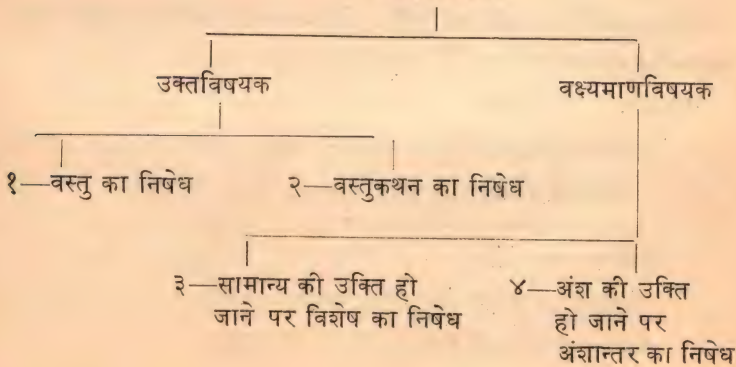 उक्तविषयक वक्ष्यमाणविषयक
१—वस्तु का निषेध २—वस्तुकथन का निषेध
३—सामान्य की उक्ति हो ४—अंश की उक्ति
जाने पर विशेष का निषेध हो जाने पर
अंशान्तर का निषेध